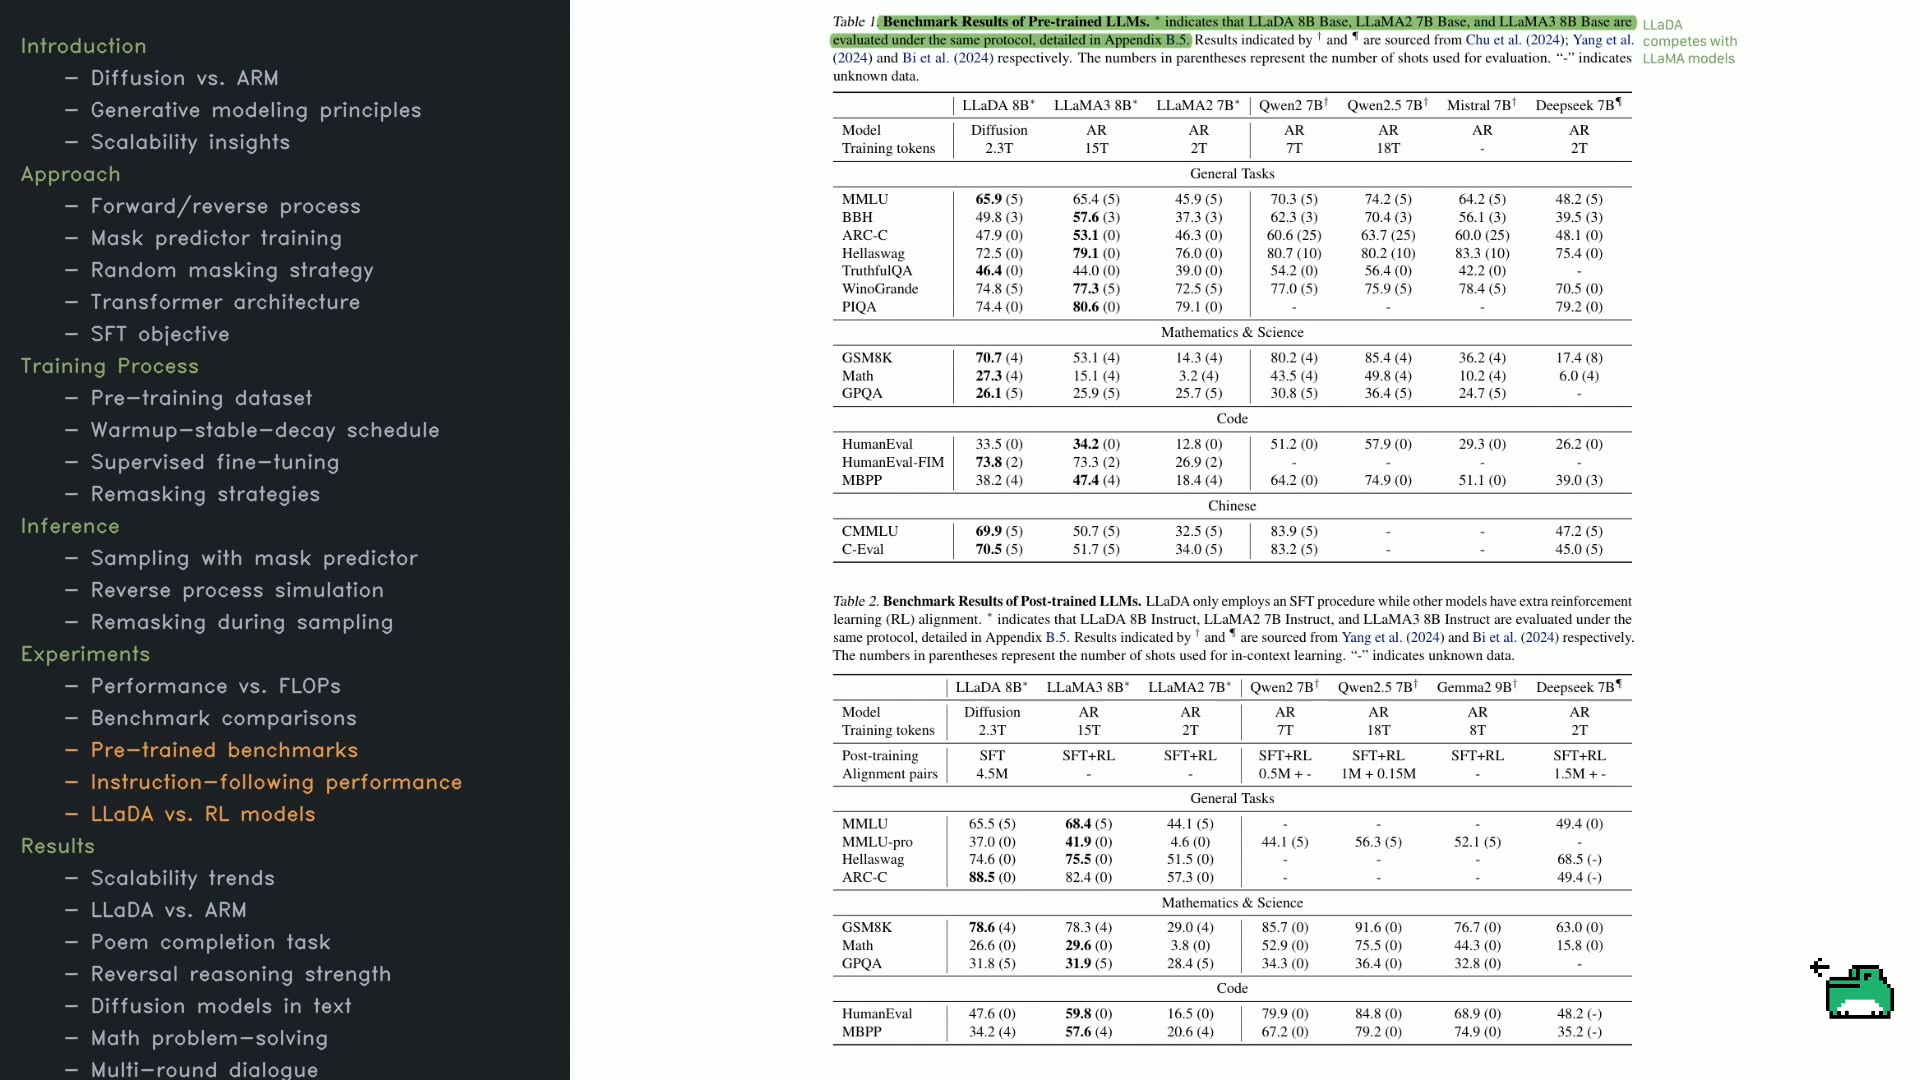 Introduction
– Diffusion vs. ARM
– Generative modeling principles
– Scalability insights
Approach
– Forward/reverse process
– Mask predictor training
– Random masking strategy
– Transformer architecture
– SFT objective
Training Process
– Pre-training dataset
– Warmup-stable-decay schedule
– Supervised fine-tuning
– Remasking strategies
Inference
– Sampling with mask predictor
– Reverse process simulation
– Remasking during sampling
Experiments
– Performance vs. FLOPs
– Benchmark comparisons
– Pre-trained benchmarks
– Instruction-following performance
– LLaDA vs. RL models
Results
– Scalability trends
– LLaDA vs. ARM
– Poem completion task
– Reversal reasoning strength
– Diffusion models in text
– Math problem-solving
– Multi-round dialogue
Table 1. Benchmark Results of Pre-trained LLMs. * indicates that LLaDA 8B Base, LLaMA2 7B Base, and LLaMA3 8B Base are
evaluated under the same protocol, detailed in Appendix B.5. Results indicated by † and ¶ are sourced from Chu et al. (2024); Yang et al.
(2024) and Bi et al. (2024) respectively. The numbers in parentheses represent the number of shots used for evaluation. “-” indicates
unknown data.
LLaDA
competes with
LLaMA models
LLaDA 8B* LLaMA3 8B* LLaMA2 7B* Qwen2 7B† Qwen2.5 7B† Mistral 7B† Deepseek 7B¶
Model Diffusion AR AR AR AR AR AR
Training tokens 2.3T 15T 2T 7T 18T - 2T
General Tasks
MMLU 65.9 (5) 65.4 (5) 45.9 (5) 70.3 (5) 74.2 (5) 64.2 (5) 48.2 (5)
BBH 49.8 (3) 57.6 (3) 37.3 (3) 62.3 (3) 70.4 (3) 56.1 (3) 39.5 (3)
ARC-C 47.9 (0) 53.1 (0) 46.3 (0) 60.6 (25) 63.7 (25) 60.0 (25) 48.1 (0)
Hellaswag 72.5 (0) 79.1 (0) 76.0 (0) 80.7 (10) 80.2 (10) 83.3 (10) 75.4 (0)
TruthfulQA 46.4 (0) 44.0 (0) 39.0 (0) 54.2 (0) 56.4 (0) 42.2 (0) -
WinoGrande 74.8 (5) 77.3 (5) 72.5 (5) 77.0 (5) 75.9 (5) 78.4 (5) 70.5 (0)
PIQA 74.4 (0) 80.6 (0) 79.1 (0) - - - 79.2 (0)
Mathematics & Science
GSM8K 70.7 (4) 53.1 (4) 14.3 (4) 80.2 (4) 85.4 (4) 36.2 (4) 17.4 (8)
Math 27.3 (4) 15.1 (4) 3.2 (4) 43.5 (4) 49.8 (4) 10.2 (4) 6.0 (4)
GPQA 26.1 (5) 25.9 (5) 25.7 (5) 30.8 (5) 36.4 (5) 24.7 (5) -
Code
HumanEval 33.5 (0) 34.2 (0) 12.8 (0) 51.2 (0) 57.9 (0) 29.3 (0) 26.2 (0)
HumanEval-FIM 73.8 (2) 73.3 (2) 26.9 (2) - - - -
MBPP 38.2 (4) 47.4 (4) 18.4 (4) 64.2 (0) 74.9 (0) 51.1 (0) 39.0 (3)
Chinese
CMMLU 69.9 (5) 50.7 (5) 32.5 (5) 83.9 (5) - - 47.2 (5)
C-Eval 70.5 (5) 51.7 (5) 34.0 (5) 83.2 (5) - - 45.0 (5)
Table 2. Benchmark Results of Post-trained LLMs. LLaDA only employs an SFT procedure while other models have extra reinforcement
learning (RL) alignment. * indicates that LLaDA 8B Instruct, LLaMA2 7B Instruct, and LLaMA3 8B Instruct are evaluated under the
same protocol, detailed in Appendix B.5. Results indicated by † and ¶ are sourced from Yang et al. (2024) and Bi et al. (2024) respectively.
The numbers in parentheses represent the number of shots used for in-context learning. “-” indicates unknown data.
LLaDA 8B* LLaMA3 8B* LLaMA2 7B* Qwen2 7B† Qwen2.5 7B† Gemma2 9B† Deepseek 7B¶
Model Diffusion AR AR AR AR AR AR
Training tokens 2.3T 15T 2T 7T 18T 8T 2T
Post-training SFT SFT+RL SFT+RL SFT+RL SFT+RL SFT+RL SFT+RL
Alignment pairs 4.5M - - 0.5M + - 1M + 0.15M - 1.5M + -
General Tasks
MMLU 65.5 (5) 68.4 (5) 44.1 (5) - - - 49.4 (0)
MMLU-pro 37.0 (0) 41.9 (0) 4.6 (0) 44.1 (5) 56.3 (5) 52.1 (5) -
Hellaswag 74.6 (0) 75.5 (0) 51.5 (0) - - - 68.5 (-)
ARC-C 88.5 (0) 82.4 (0) 57.3 (0) - - - 49.4 (-)
Mathematics & Science
GSM8K 78.6 (4) 78.3 (4) 29.0 (4) 85.7 (0) 91.6 (0) 76.7 (0) 63.0 (0)
Math 26.6 (0) 29.6 (0) 3.8 (0) 52.9 (0) 75.5 (0) 44.3 (0) 15.8 (0)
GPQA 31.8 (5) 31.9 (5) 28.4 (5) 34.3 (0) 36.4 (0) 32.8 (0) -
Code
HumanEval 47.6 (0) 59.8 (0) 16.5 (0) 79.9 (0) 84.8 (0) 68.9 (0) 48.2 (-)
MBPP 34.2 (4) 57.6 (4) 20.6 (4) 67.2 (0) 79.2 (0) 74.9 (0) 35.2 (-)